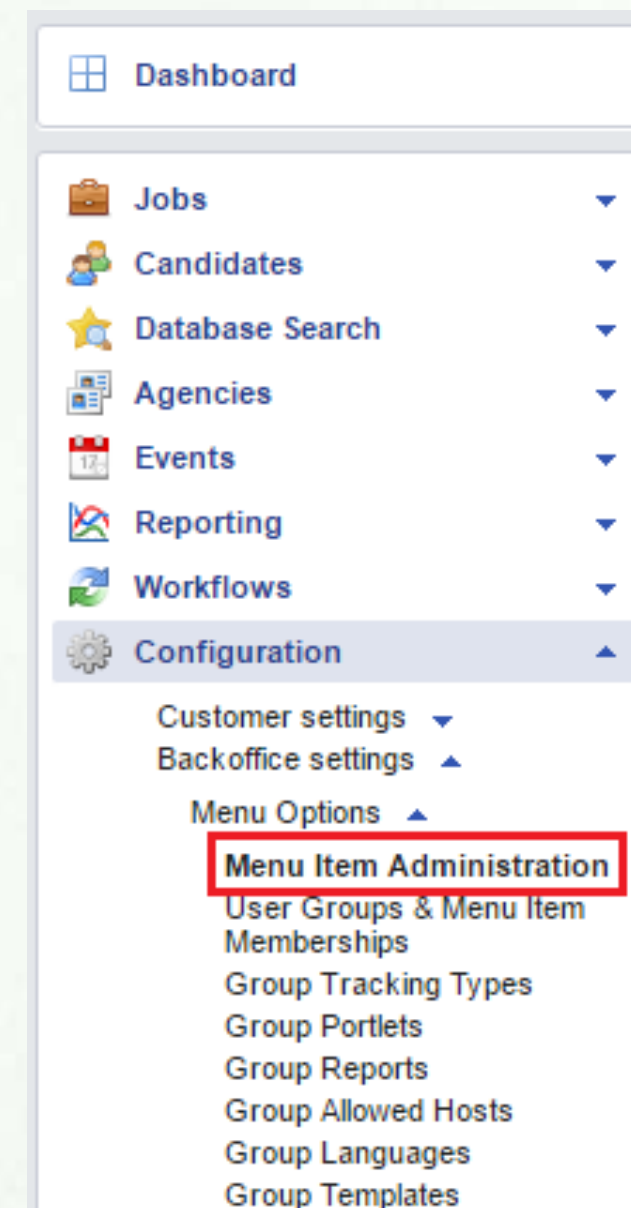 Dashboard
Jobs
Candidates
Database Search
Agencies
17
Events
Reporting
Workflows
Configuration
Customer settings
Backoffice settings
Menu Options
Menu Item Administration
User Groups & Menu Item
Memberships
Group Tracking Types
Group Portlets
Group Reports
Group Allowed Hosts
Group Languages
Group Templates